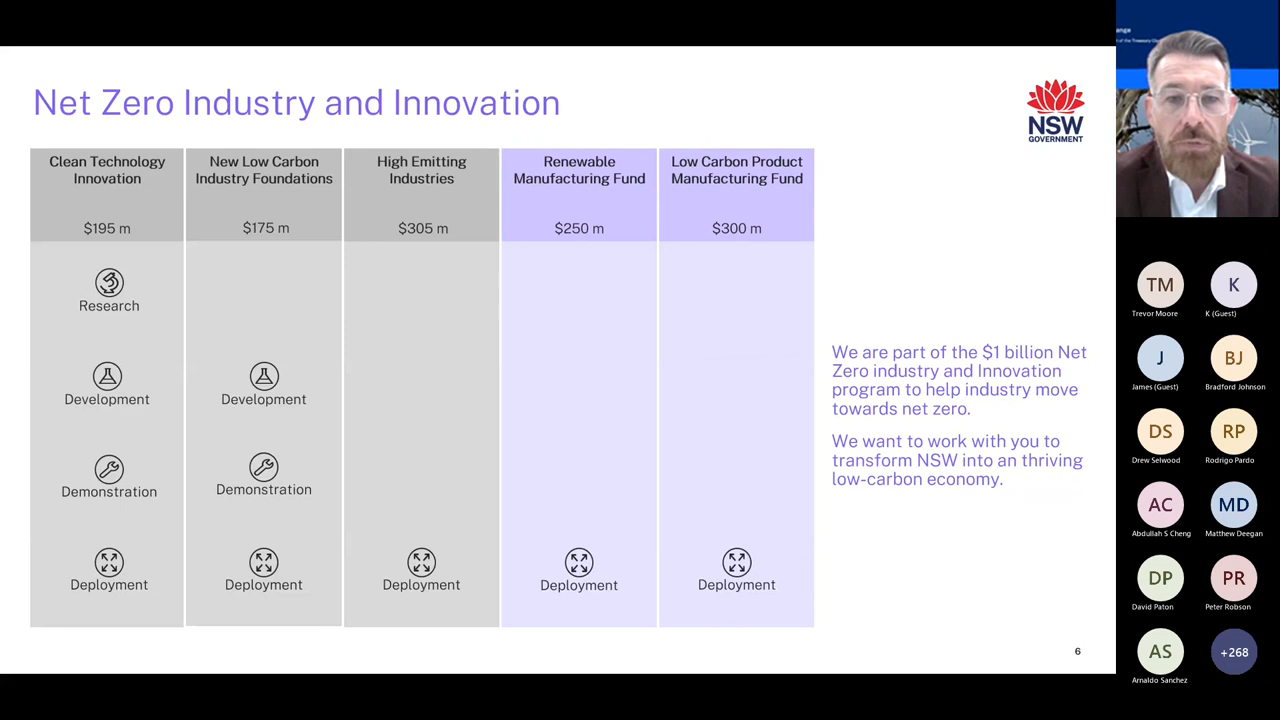 Net Zero Industry and Innovation
NSW
GOVERNMENT
Clean Technology
Innovation
$195 m
New Low Carbon
Industry Foundations
$175 m
High Emitting
Industries
$305 m
Renewable
Manufacturing Fund
$250 m
Low Carbon Product
Manufacturing Fund
$300 m
Research
Development
Development
Demonstration
Demonstration
Deployment
Deployment
Deployment
Deployment
Deployment
We are part of the $1 billion Net
Zero industry and Innovation
program to help industry move
towards net zero.
We want to work with you to
transform NSW into an thriving
low-carbon economy.
6
TM
Trevor Moore
K
K (Guest)
J
James (Guest)
BJ
Bradford Johnson
DS
Drew Selwood
RP
Rodrigo Pardo
AC
Abdullah S Cheng
MD
Matthew Deegan
DP
David Paton
PR
Peter Robson
AS
Arnaldo Sanchez
+268